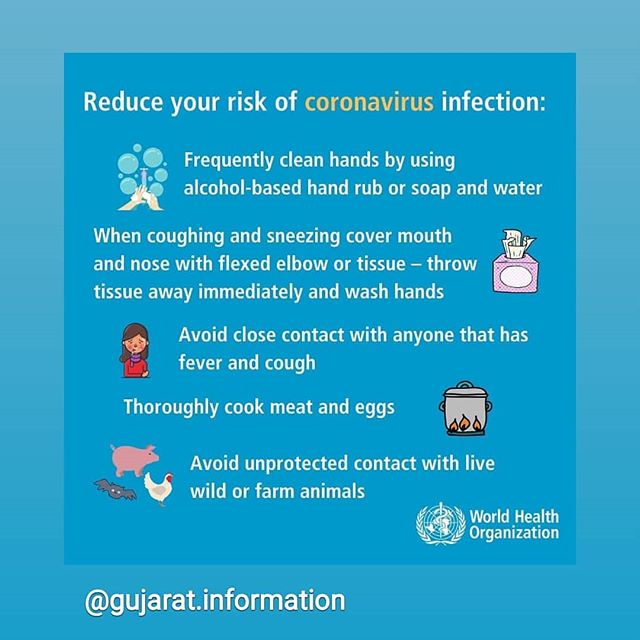 Reduce your risk of coronavirus infection:
Frequently clean hands by using
alcohol-based hand rub or soap and water
When coughing and sneezing cover mouth
and nose with flexed elbow or tissue – throw
tissue away immediately and wash hands
Avoid close contact with anyone that has
fever and cough
Thoroughly cook meat and eggs
Avoid unprotected contact with live
wild or farm animals
World Health
Organization
@gujarat.information